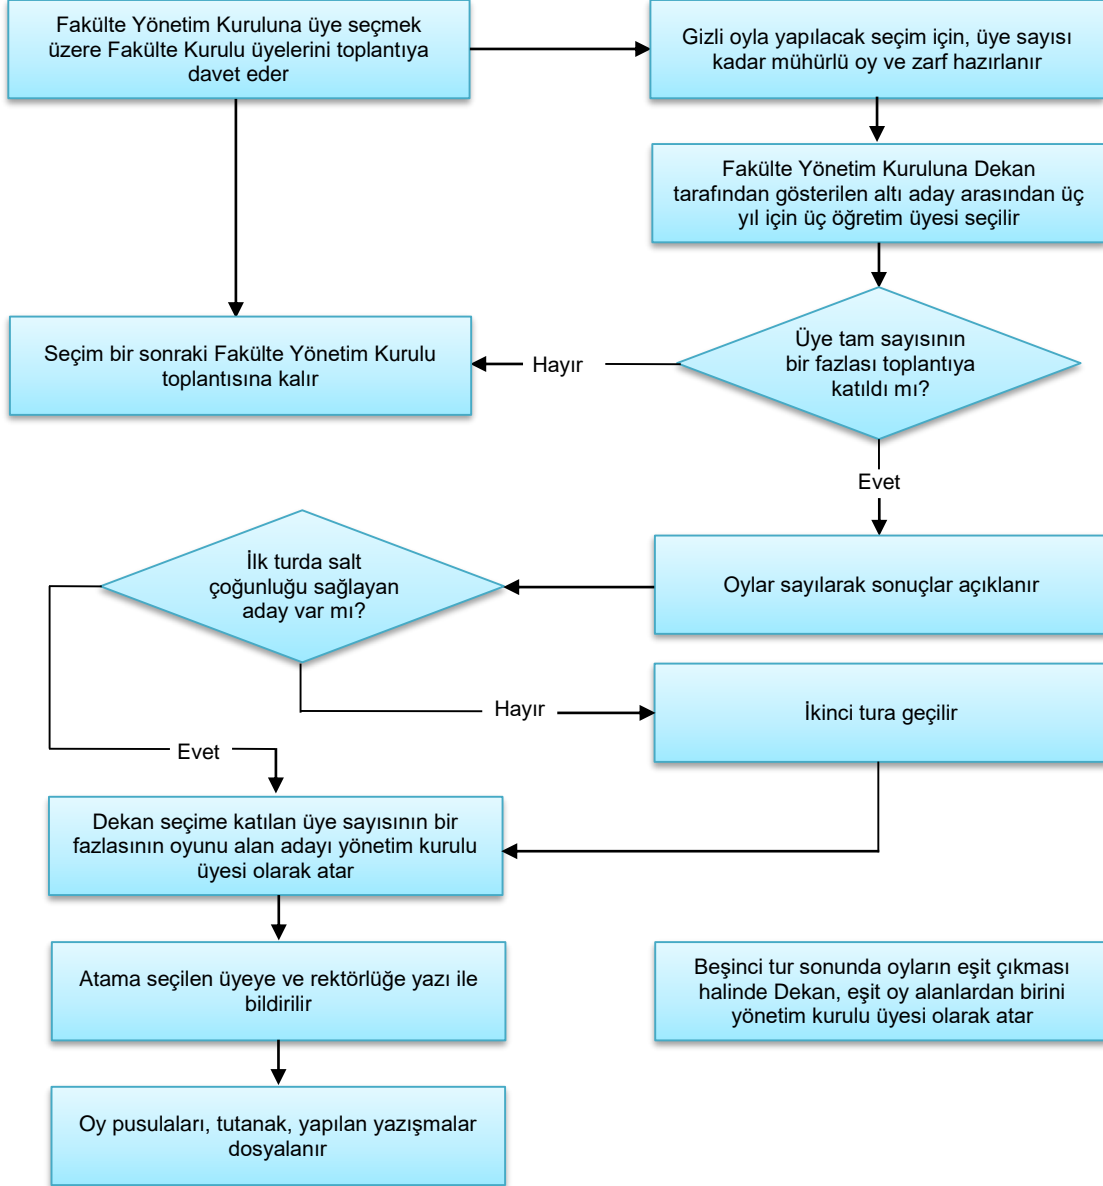 Fakülte Yönetim Kuruluna üye seçmek
üzere Fakülte Kurulu üyelerini toplantıya
davet eder
Gizli oyla yapılacak seçim için, üye sayısı
kadar mühürlü oy ve zarf hazırlanır
Fakülte Yönetim Kuruluna Dekan
tarafından gösterilen altı aday arasından üç
yıl için üç öğretim üyesi seçilir
Üye tam sayısının
bir fazlası toplantıya
katıldı mı?
Hayır
Seçim bir sonraki Fakülte Yönetim Kurulu
toplantısına kalır
Evet
Oylar sayılarak sonuçlar açıklanır
İlk turda salt
çoğunluğu sağlayan
aday var mı?
Hayır
İkinci tura geçilir
Evet
Dekan seçime katılan üye sayısının bir
fazlasının oyunu alan adayı yönetim kurulu
üyesi olarak atar
Atama seçilen üyeye ve rektörlüğe yazı ile
bildirilir
Beşinci tur sonunda oyların eşit çıkması
halinde Dekan, eşit oy alanlardan birini
yönetim kurulu üyesi olarak atar
Oy pusulaları, tutanak, yapılan yazışmalar
dosyalanır